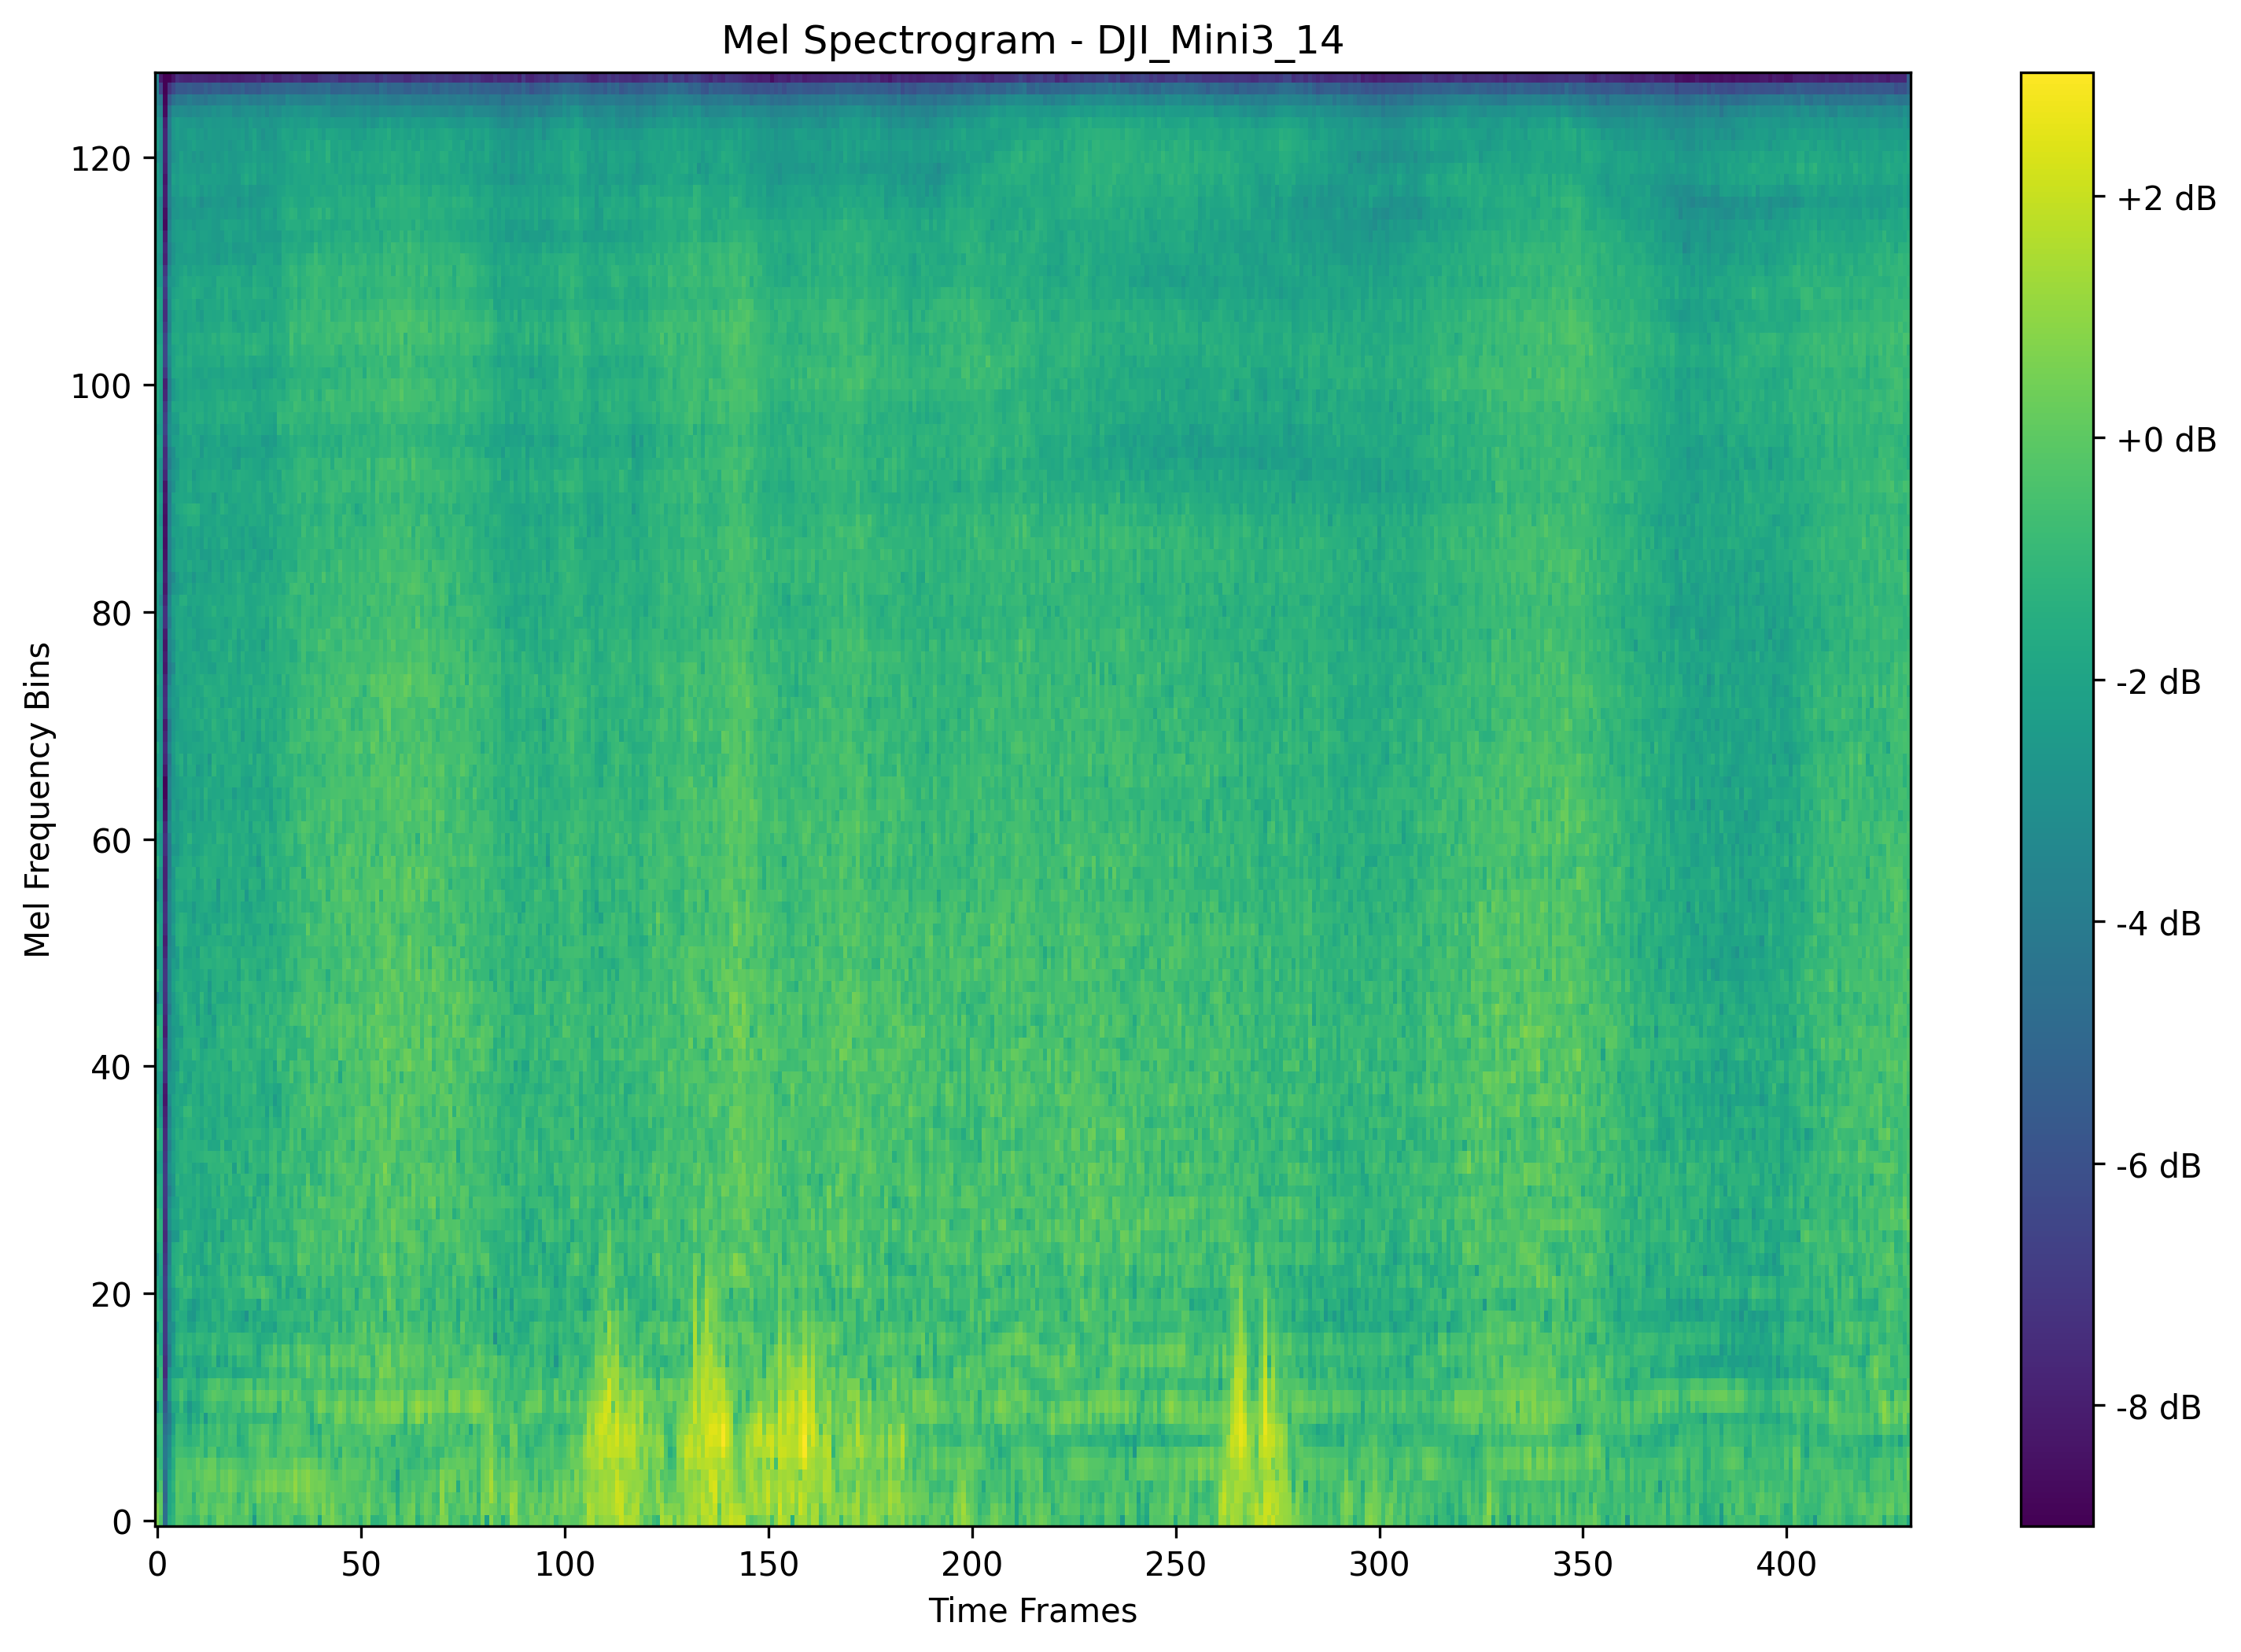 Mel Spectrogram - DJI_Mini3_14
Mel Frequency Bins
120
100
80
60
40
20
0
0 50 100 150 200 250 300 350 400
Time Frames
+2 dB
+0 dB
-2 dB
-4 dB
-6 dB
-8 dB